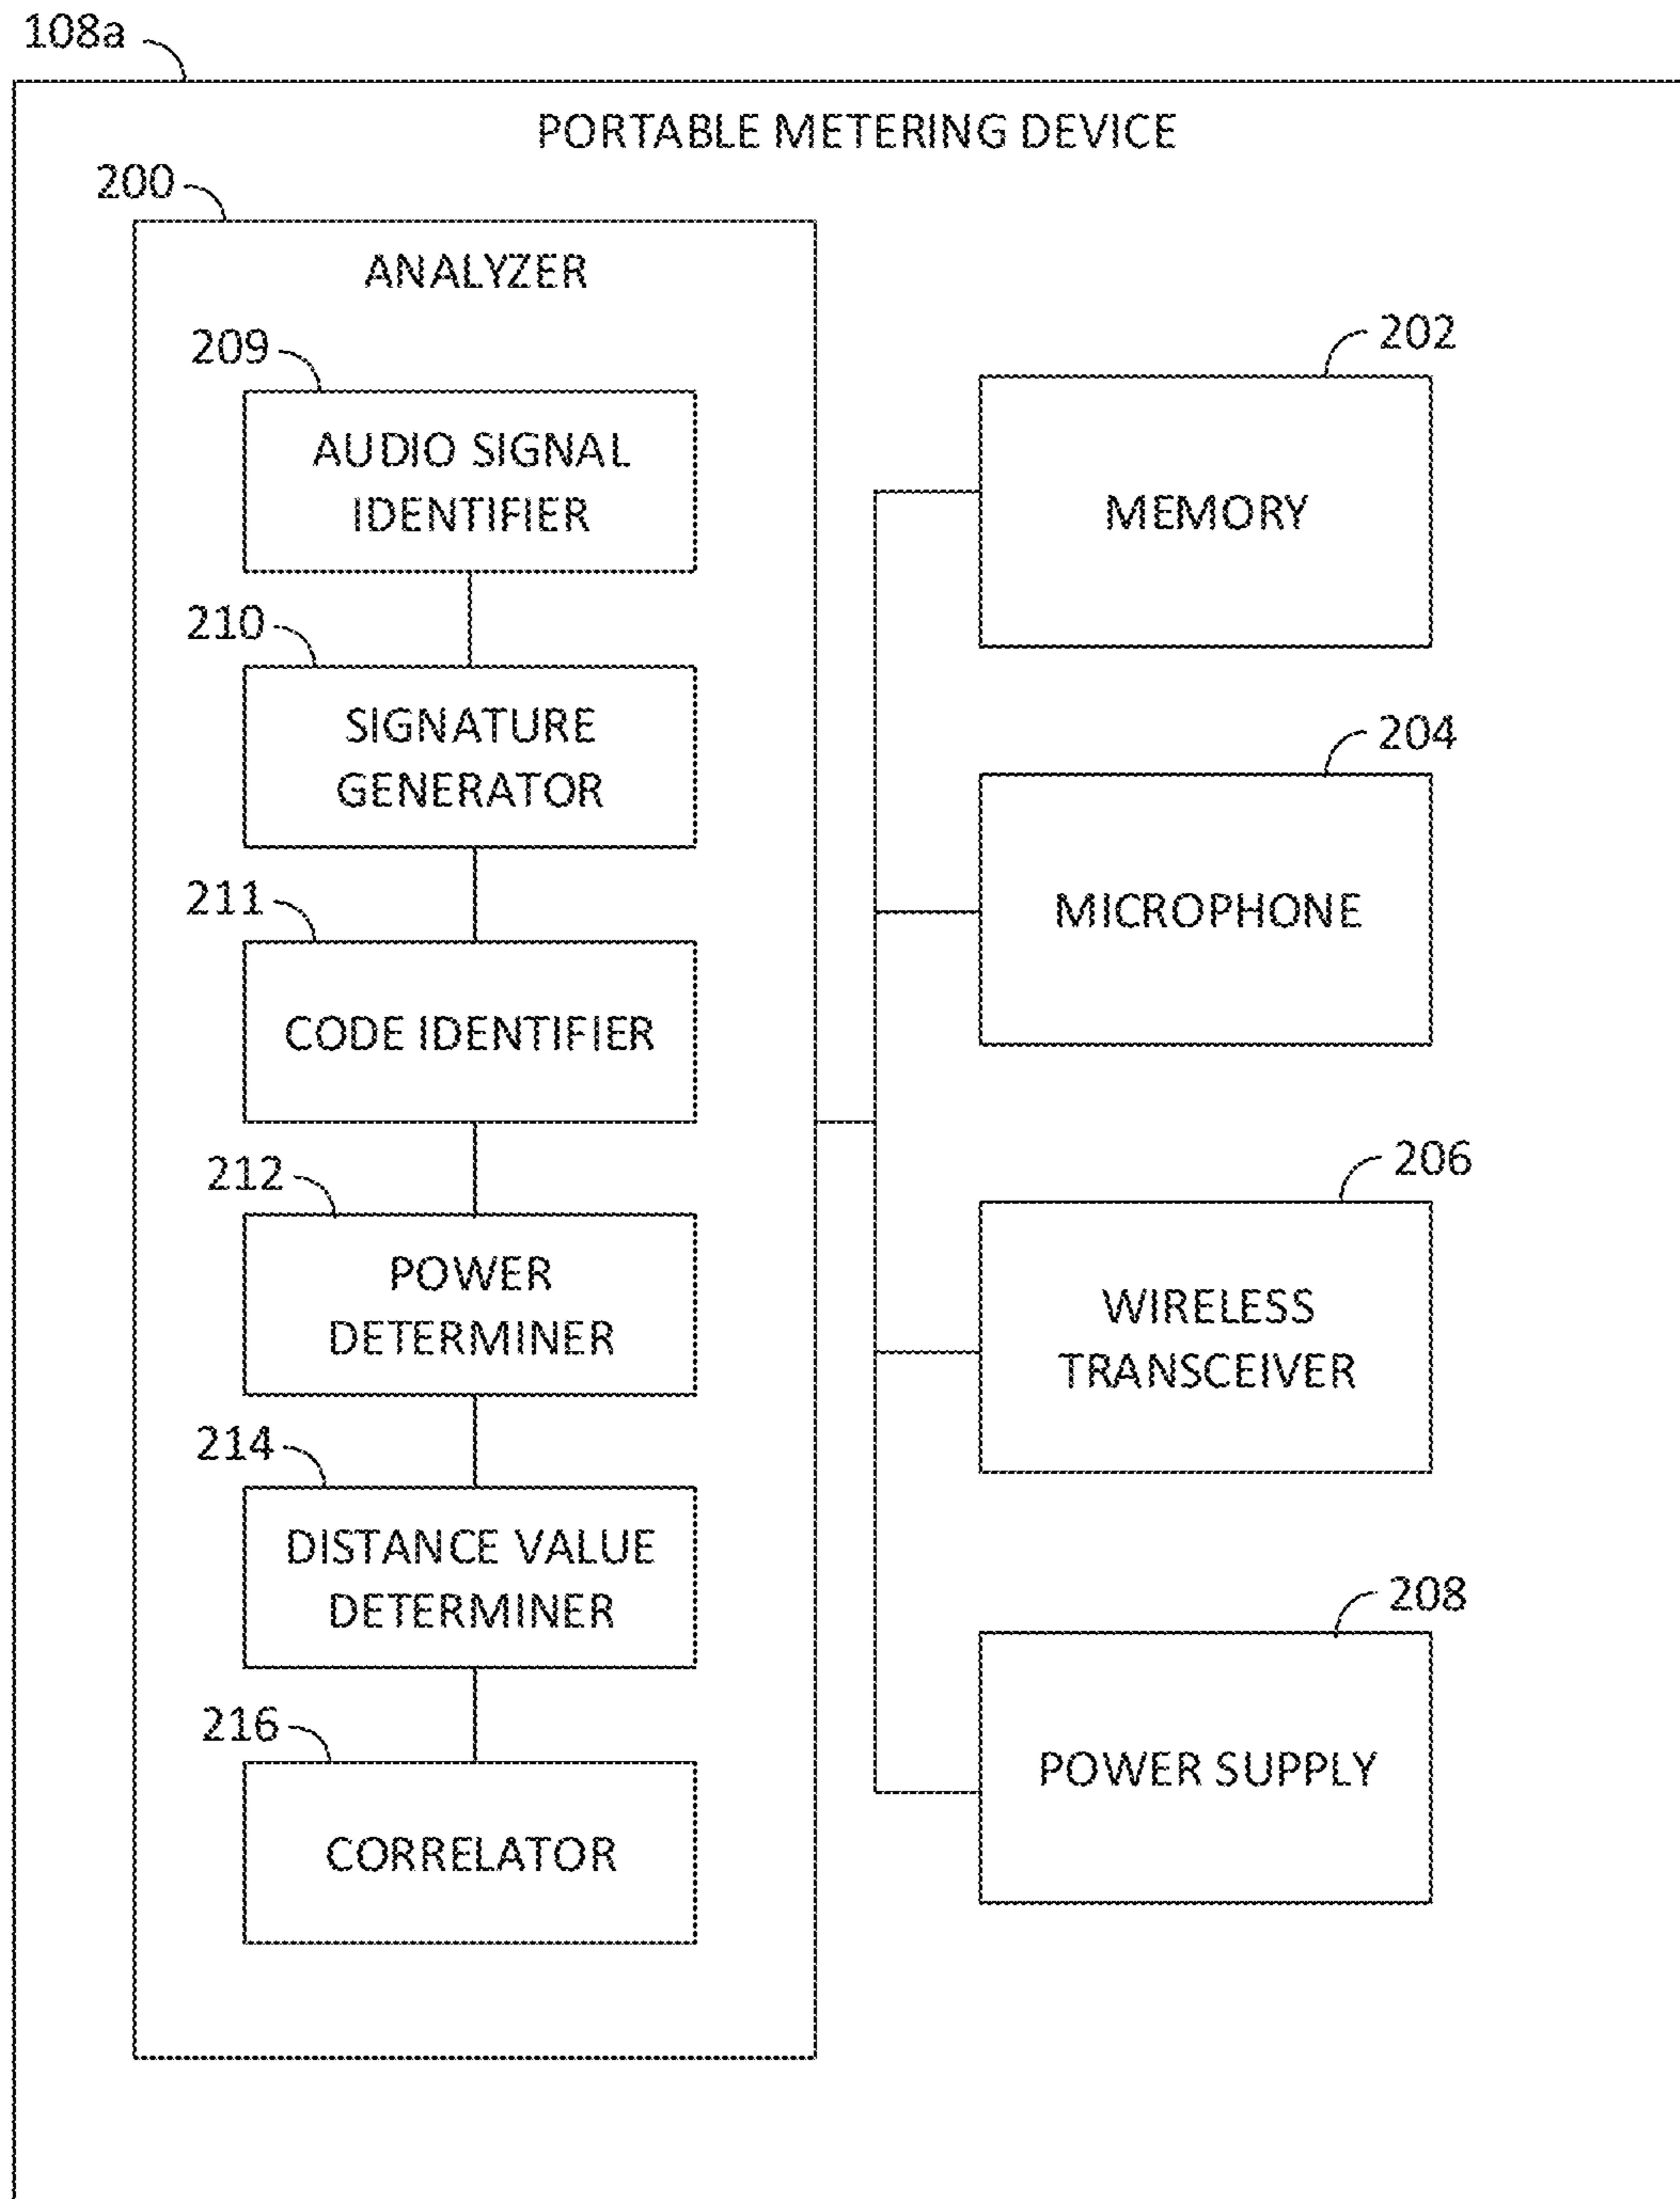 108a
PORTABLE METERING DEVICE
200
ANALYZER
209
AUDIO SIGNAL
IDENTIFIER
210
SIGNATURE
GENERATOR
211
CODE IDENTIFIER
212
POWER
DETERMINER
214
DISTANCE VALUE
DETERMINER
216
CORRELATOR
202
MEMORY
204
MICROPHONE
206
WIRELESS
TRANSCEIVER
208
POWER SUPPLY